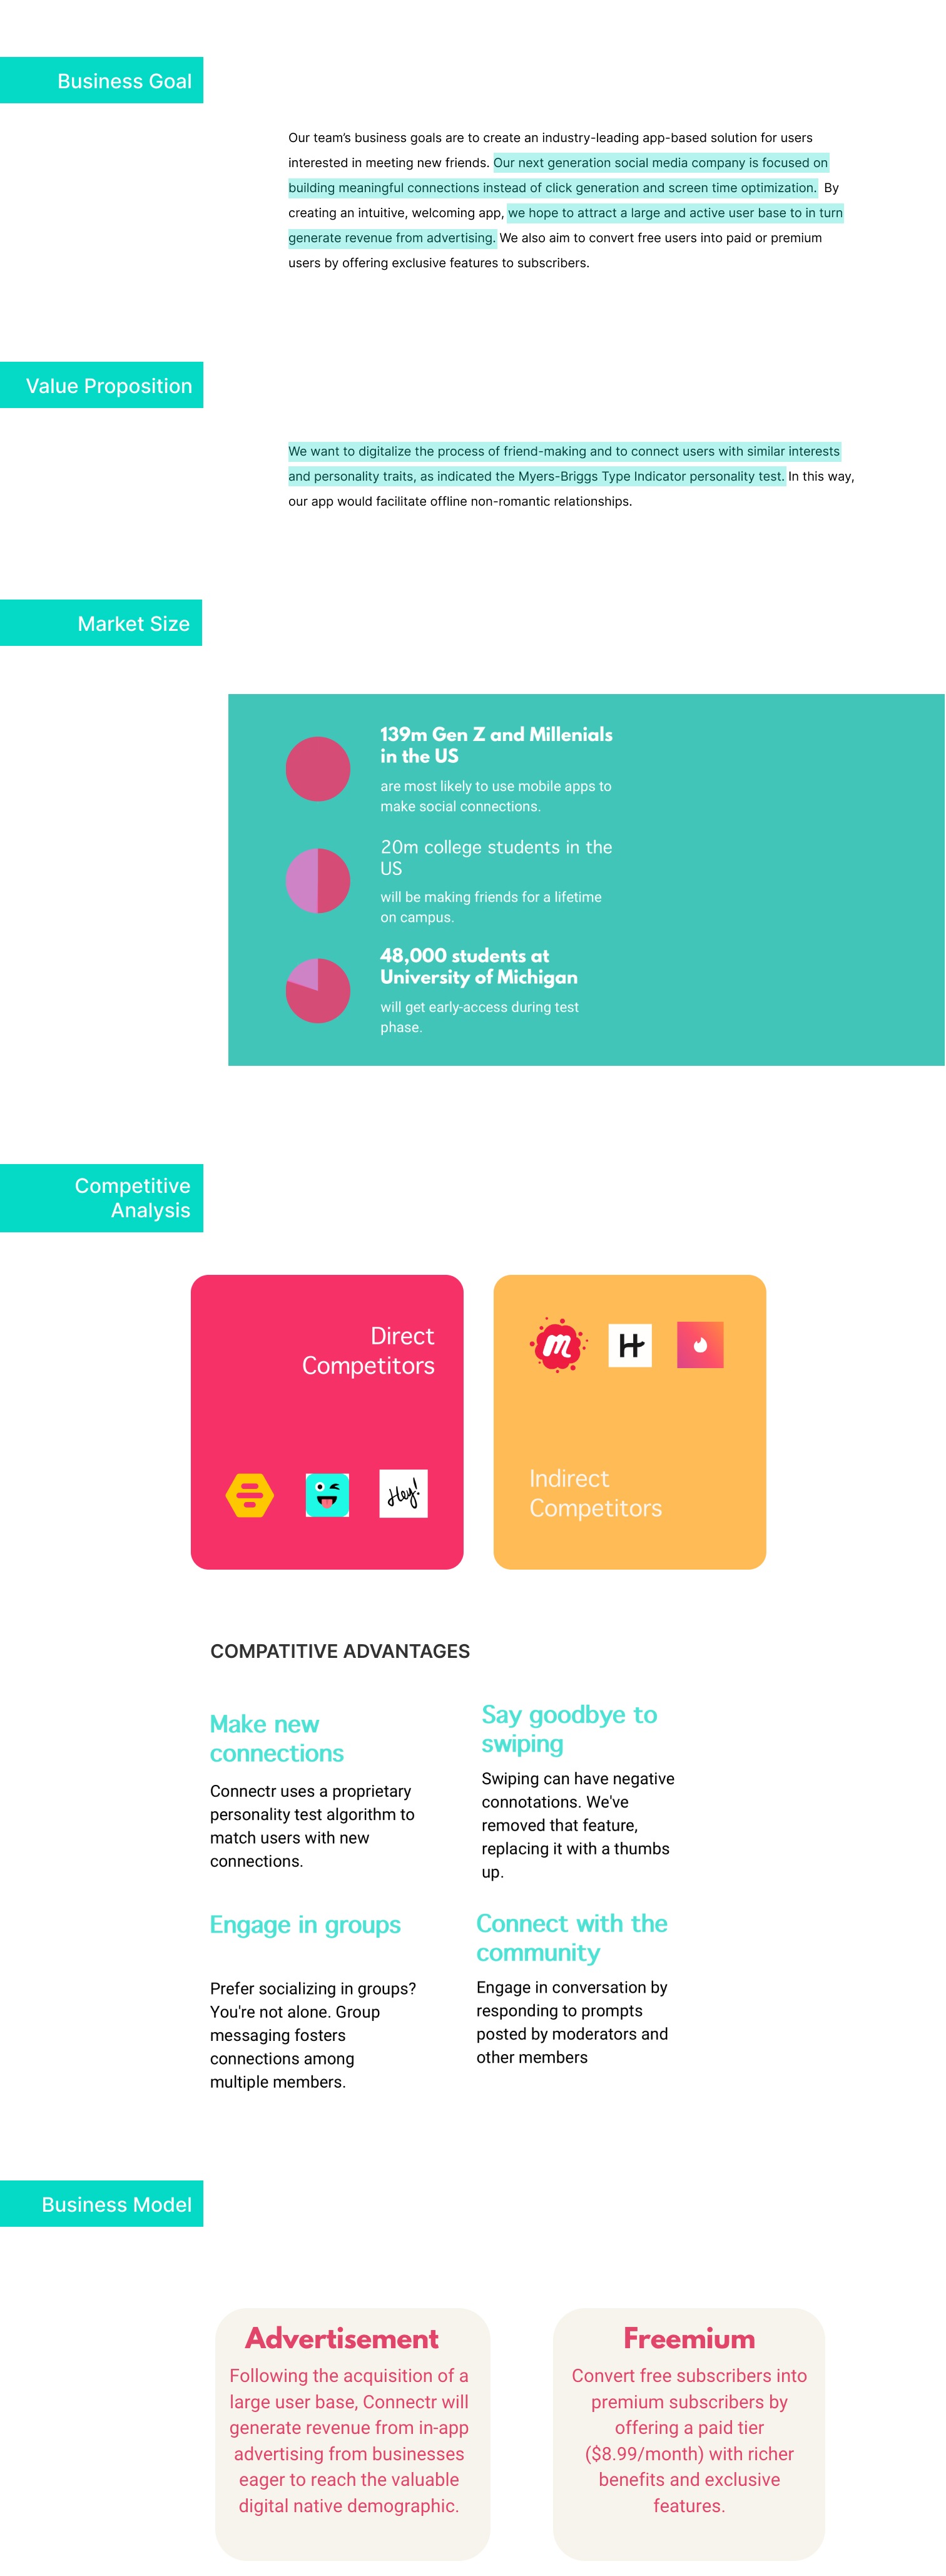 Business Goal
Our team's business goals are to create an industry-leading app-based solution for users
interested in meeting new friends. Our next generation social media company is focused on
building meaningful connections instead of click generation and screen time optimization. By
creating an intuitive, welcoming app, we hope to attract a large and active user base to in turn
generate revenue from advertising. We also aim to convert free users into paid or premium
users by offering exclusive features to subscribers.
Value Proposition
We want to digitalize the process of friend-making and to connect users with similar interests
and personality traits, as indicated the Myers-Briggs Type Indicator personality test. In this way,
our app would facilitate offline non-romantic relationships.
Market Size
139m Gen Z and Millenials
in the US
are most likely to use mobile apps to
make social connections.
20m college students in the
US
will be making friends for a lifetime
on campus.
48,000 students at
University of Michigan
will get early-access during test
phase.
Competitive
Analysis
Direct
Competitors
Hey!
m
H
Indirect
Competitors
COMPATITIVE ADVANTAGES
Make new
connections
Connectr uses a proprietary
personality test algorithm to
match users with new
connections.
Say goodbye to
swiping
Swiping can have negative
connotations. We've
removed that feature,
replacing it with a thumbs
up.
Engage in groups
Prefer socializing in groups?
You're not alone. Group
messaging fosters
connections among
multiple members.
Connect with the
community
Engage in conversation by
responding to prompts
posted by moderators and
other members
Business Model
Advertisement
Following the acquisition of a
large user base, Connectr will
generate revenue from in-app
advertising from businesses
eager to reach the valuable
digital native demographic.
Freemium
Convert free subscribers into
premium subscribers by
offering a paid tier
($8.99/month) with richer
benefits and exclusive
features.